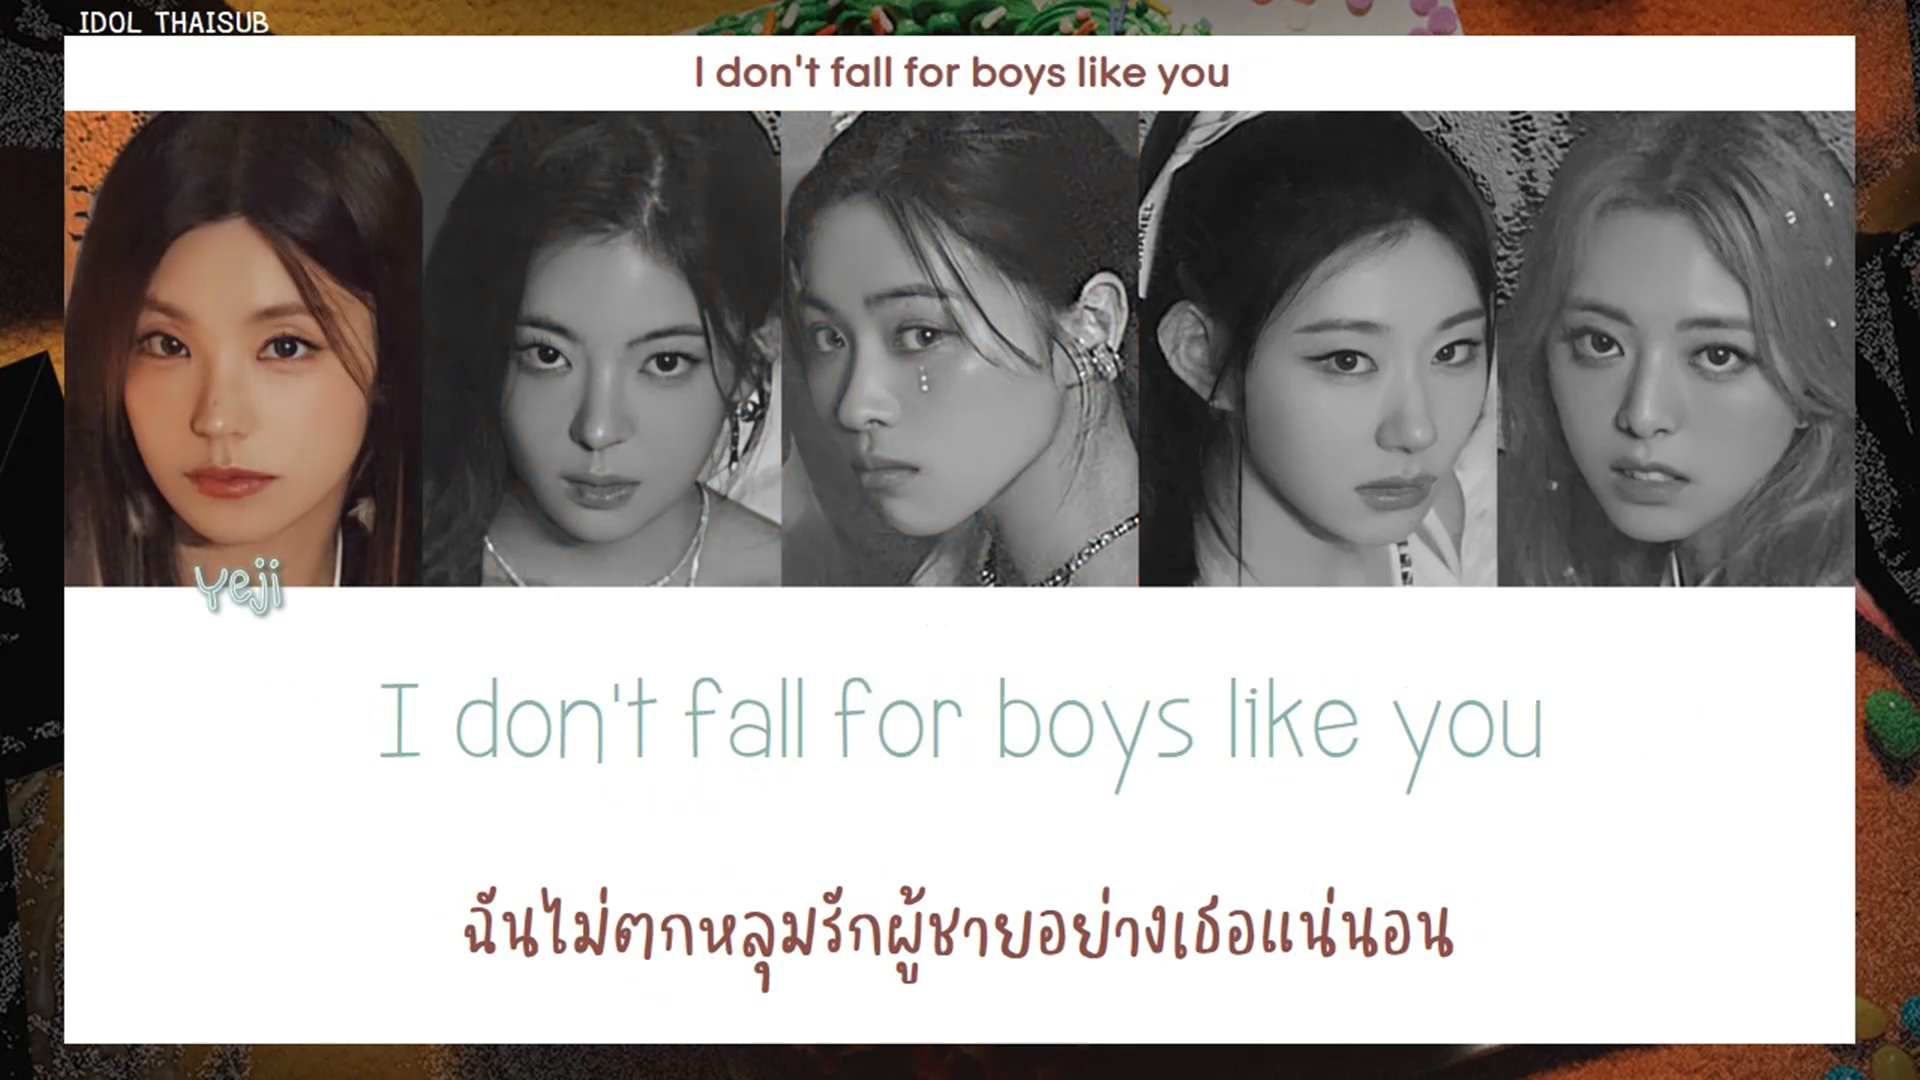 IDOL THAISUB
I don't fall for boys like you
CHANEL
Yeji
I don't fall for boys like you
ฉันไม่ตกหลุมรักผู้ชายอย่างเธอแน่นอน